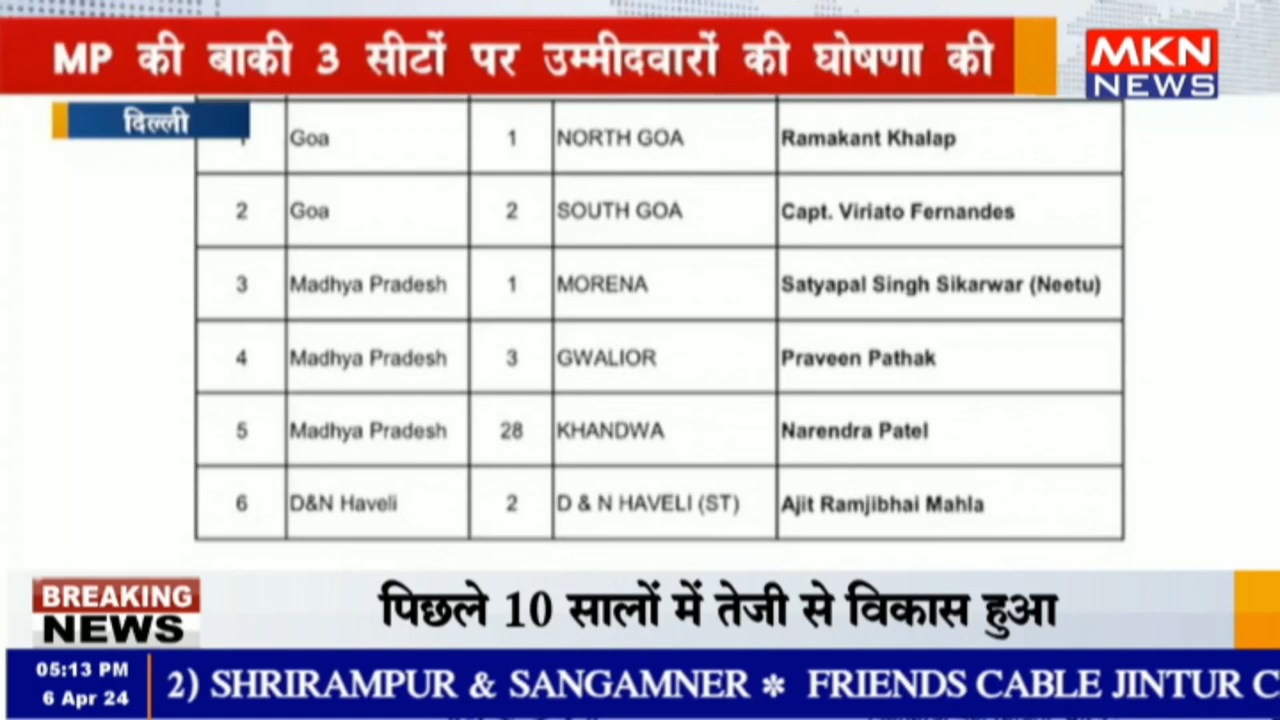 MP की बाकी 3 सीटों पर उम्मीदवारों की घोषणा की
MKN
NEWS
दिल्ली
Goa 1 NORTH GOA Ramakant Khalap
2 Goa 2 SOUTH GOA Capt. Viriato Fernandes
3 Madhya Pradesh 1 MORENA Satyapal Singh Sikarwar (Neetu)
4 Madhya Pradesh 3 GWALIOR Praveen Pathak
5 Madhya Pradesh 28 KHANDWA Narendra Patel
6 D&N Haveli 2 D & N HAVELI (ST) Ajit Ramjibhai Mahla
BREAKING
NEWS
पिछले 10 सालों में तेजी से विकास हुआ
05:13 PM
6 Apr 24
2) SHRIRAMPUR & SANGAMNER * FRIENDS CABLE JINTUR C